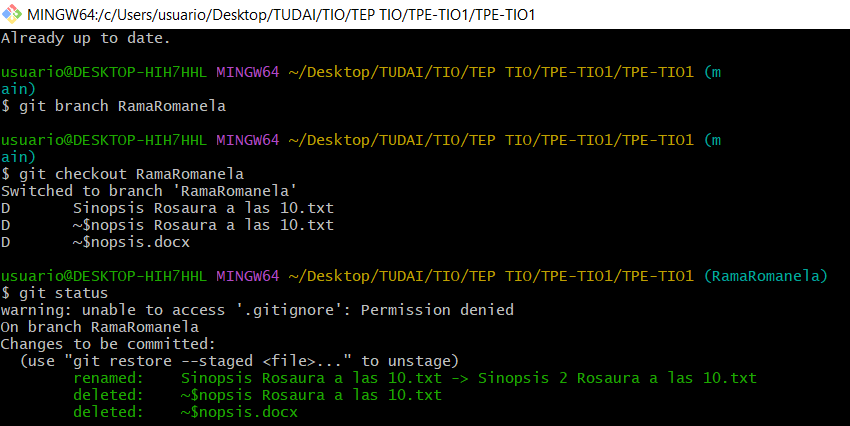 MINGW64:/c/Users/usuario/Desktop/TUDAI/TIO/TEP TIO/TPE-TIO1/TPE-TIO1
Already up to date.
usuario@DESKTOP-HIH7HHL MINGW64 ~/Desktop/TUDAI/TIO/TEP TIO/TPE-TIO1/TPE-TIO1 (m
ain)
$ git branch RamaRomanela
usuario@DESKTOP-HIH7HHL MINGW64 ~/Desktop/TUDAI/TIO/TEP TIO/TPE-TIO1/TPE-TIO1 (m
ain)
$ git checkout RamaRomanela
Switched to branch 'RamaRomanela'
D       Sinopsis Rosaura a las 10.txt
D       ~$nopsis Rosaura a las 10.txt
D       ~$nopsis.docx
usuario@DESKTOP-HIH7HHL MINGW64 ~/Desktop/TUDAI/TIO/TEP TIO/TPE-TIO1/TPE-TIO1 (RamaRomanela)
$ git status
warning: unable to access '.gitignore': Permission denied
On branch RamaRomanela
Changes to be committed:
  (use "git restore --staged <file>..." to unstage)
        renamed:    Sinopsis Rosaura a las 10.txt -> Sinopsis 2 Rosaura a las 10.txt
        deleted:    ~$nopsis Rosaura a las 10.txt
        deleted:    ~$nopsis.docx